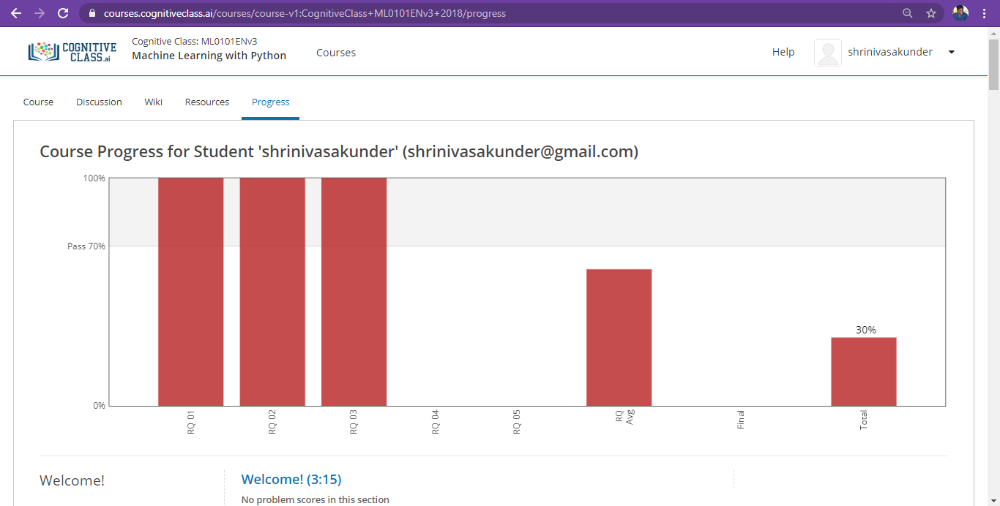 courses.cognitiveclass.ai/courses/course-v1:CognitiveClass+ML0101ENv3+2018/progress
COGNITIVE
CLASS.ai
Cognitive Class: ML0101ENv3
Machine Learning with Python
Courses
Help
shrinivasakunder
Course Discussion Wiki Resources Progress
Course Progress for Student 'shrinivasakunder' (shrinivasakunder@gmail.com)
100%
Pass 70%
30%
0%
RQ 01
RQ 02
RQ 03
RQ 04
RQ 05
RQ
Avg
Final
Total
Welcome!
Welcome! (3:15)
No problem scores in this section